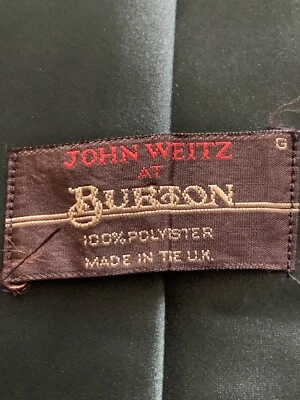 JOHN WEITZ
AT
BURTON
G
100% POLYESTER
MADE IN THE U.K.